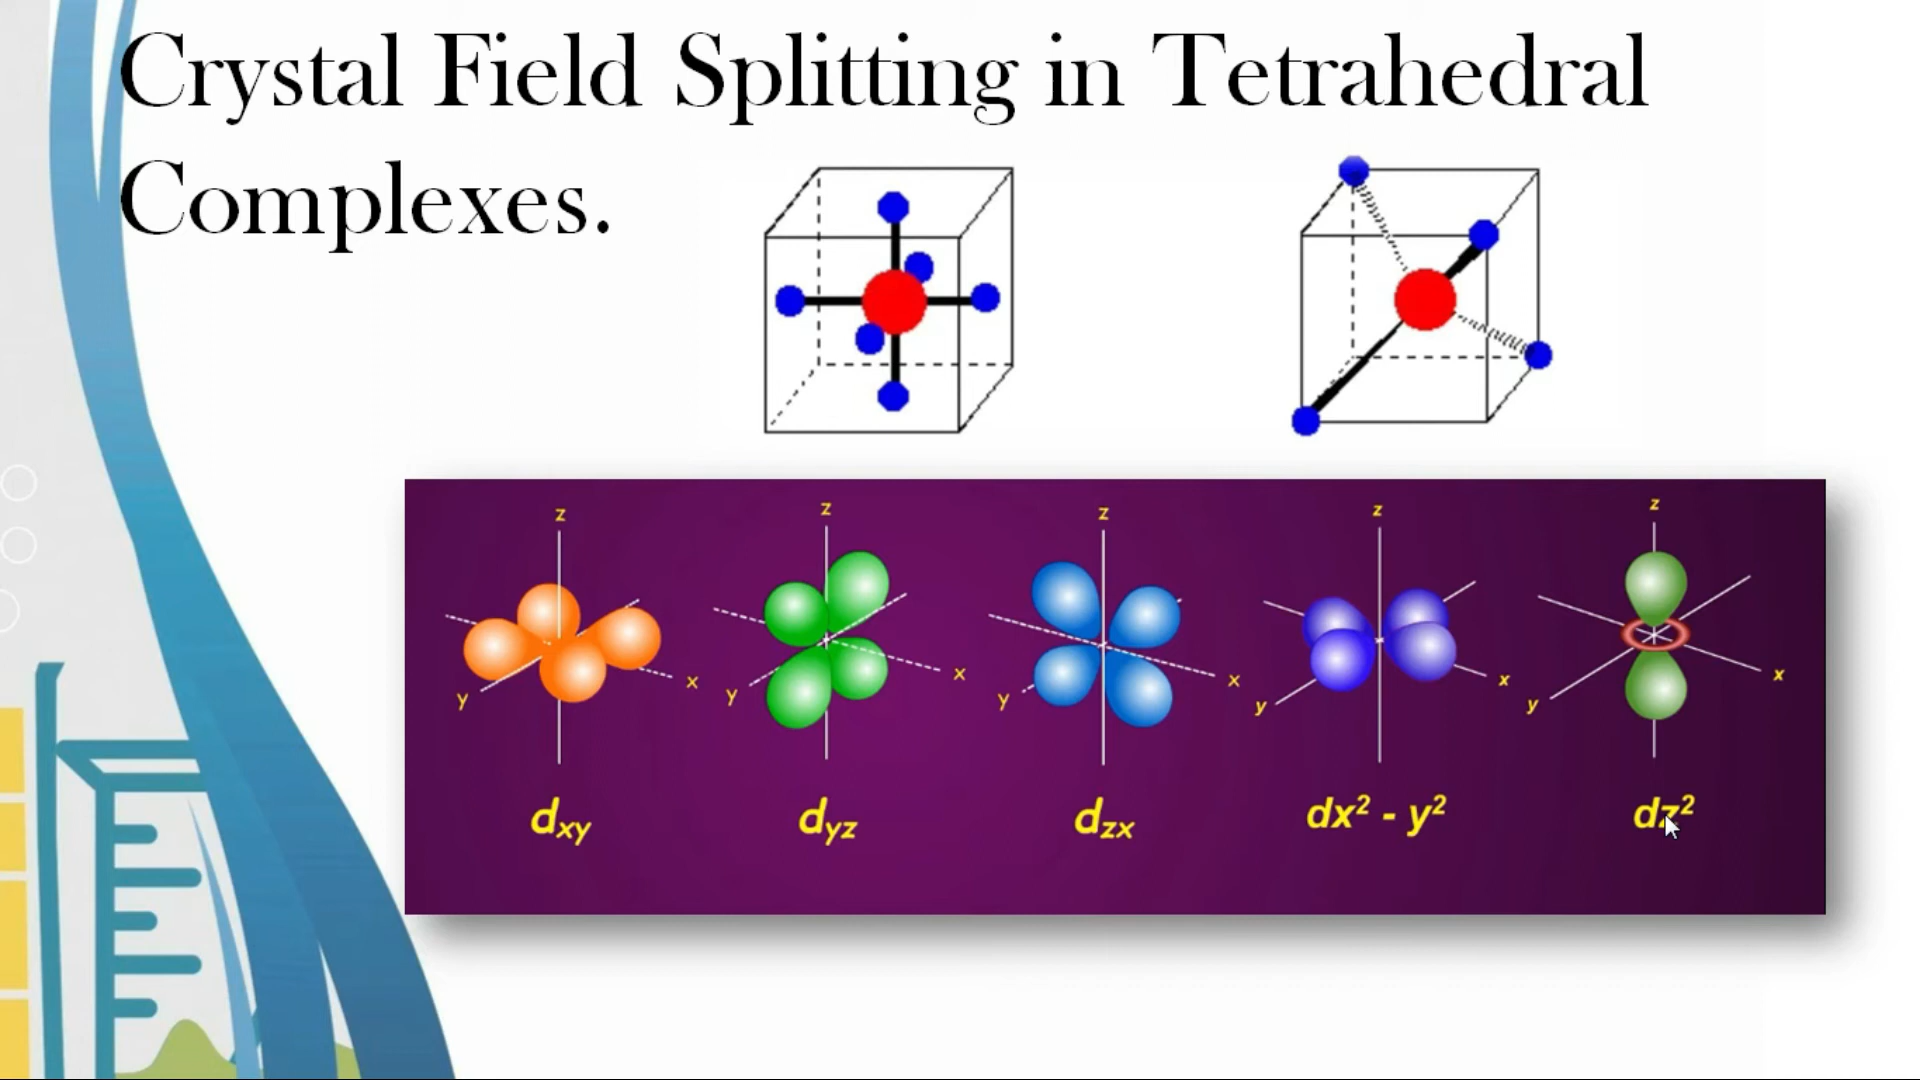 Crystal Field Splitting in Tetrahedral
Complexes.
z z z z z
y x y x y x y x y x
dxy dyz dzx dx² - y² dz²